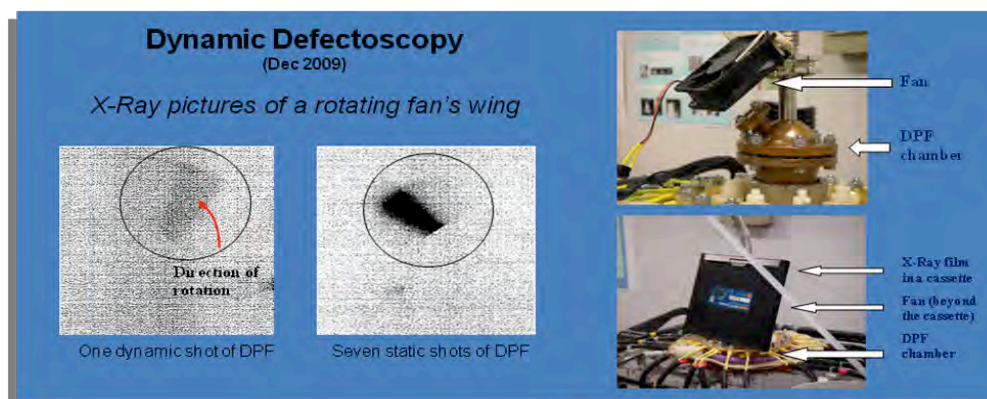 Dynamic Defectoscopy
(Dec 2009)
X-Ray pictures of a rotating fan's wing
Direction of
rotation
One dynamic shot of DPF
Seven static shots of DPF
Fan
DPF
chamber
X-Ray film
in a cassette
Fan (beyond
the cassette)
DPF
chamber